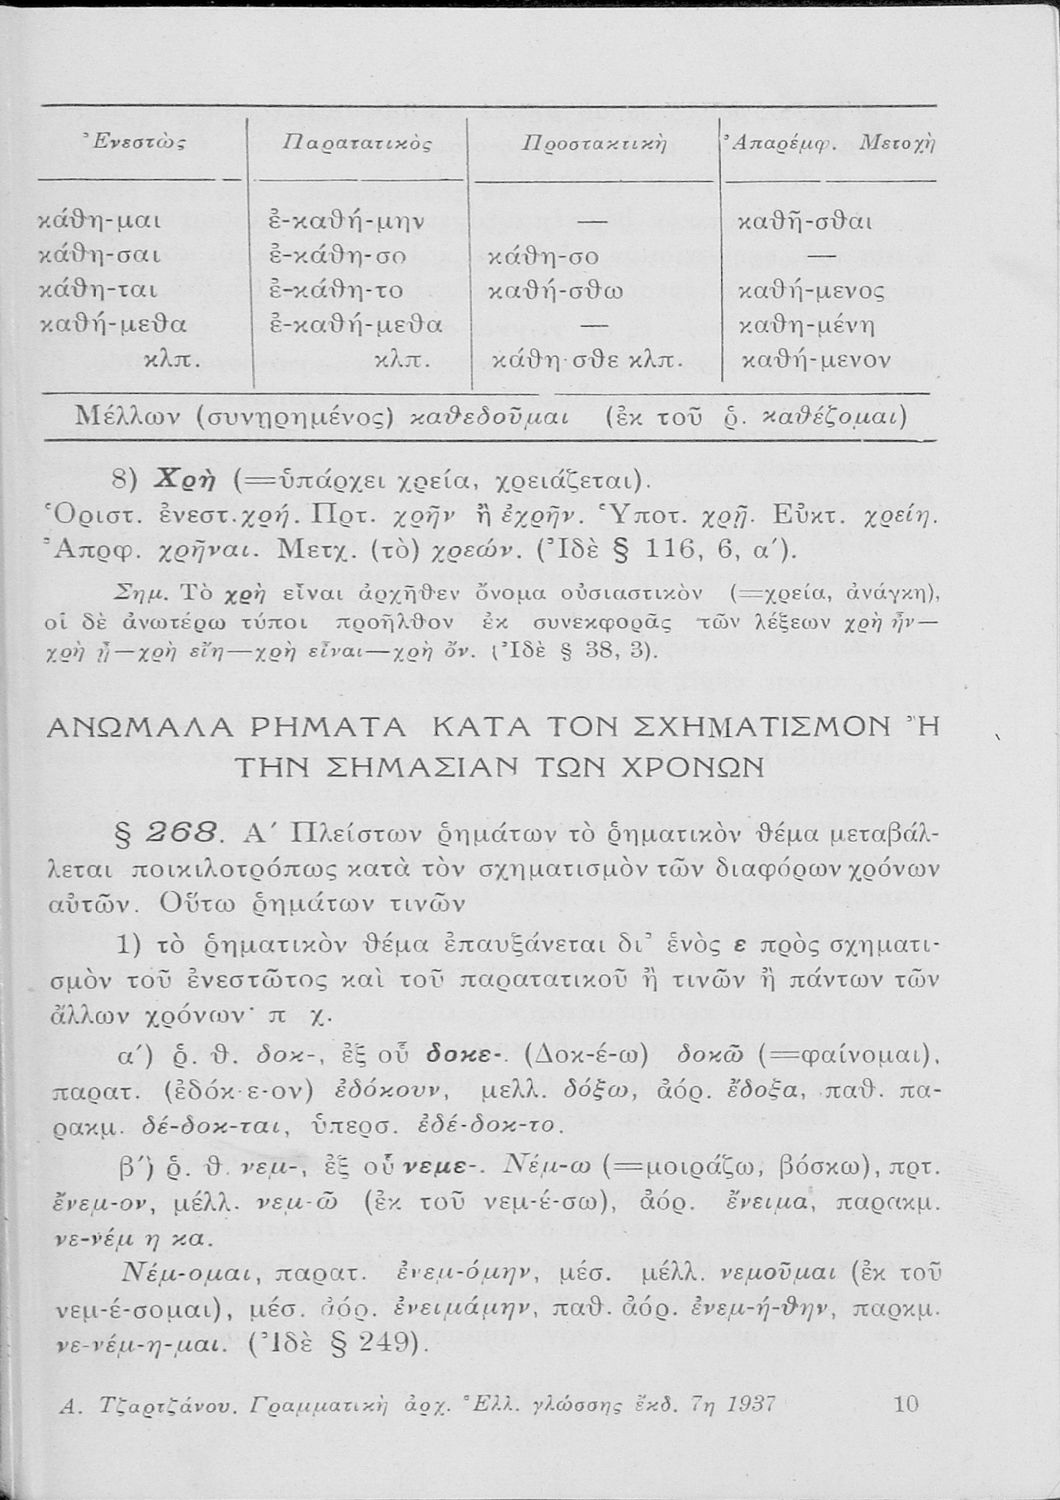 Ἐνεστὼς Παρατατικὸς Προστακτικὴ Ἀπαρέμφ. Μετοχὴ
κάθη-μαι ἐ-καθή-μην — καθῆ-σθαι
κάθη-σαι ἐ-κάθη-σο κάθη-σο —
κάθη-ται ἐ-κάθη-το καθή-σθω καθή-μενος
καθή-μεθα ἐ-καθή-μεθα — καθη-μένη
κλπ. κλπ. κάθη-σθε κλπ. καθή-μενον
Μέλλων (συνῃρημένος) καθεδοῦμαι (ἐκ τοῦ ῥ. καθέζομαι)
8) Χρὴ (=ὑπάρχει χρεία, χρειάζεται).
Ὁριστ. ἐνεστ. χρή. Πρτ. χρῆν ἢ ἐχρῆν. Ὑποτ. χρῇ. Εὐκτ. χρείη.
Ἀπρφ. χρῆναι. Μετχ. (τὸ) χρεών. (Ἰδὲ § 116, 6, α΄).
Σημ. Τὸ χρὴ εἶναι ἀρχῆθεν ὄνομα οὐσιαστικὸν (=χρεία, ἀνάγκη),
οἱ δὲ ἀνωτέρω τύποι προῆλθον ἐκ συνεκφορᾶς τῶν λέξεων χρὴ ἦν—
χρὴ ᾖ—χρὴ εἴη—χρὴ εἶναι—χρὴ ὄν. (Ἰδὲ § 38, 3).
ΑΝΩΜΑΛΑ ΡΗΜΑΤΑ ΚΑΤΑ ΤΟΝ ΣΧΗΜΑΤΙΣΜΟΝ Ἢ
ΤΗΝ ΣΗΜΑΣΙΑΝ ΤΩΝ ΧΡΟΝΩΝ
§ 268. Α΄ Πλείστων ῥημάτων τὸ ῥηματικὸν θέμα μεταβάλ-
λεται ποικιλοτρόπως κατὰ τὸν σχηματισμὸν τῶν διαφόρων χρόνων
αὐτῶν. Οὕτω ῥημάτων τινῶν
1) τὸ ῥηματικὸν θέμα ἐπαυξάνεται δι᾽ ἑνὸς ε πρὸς σχηματι-
σμὸν τοῦ ἐνεστῶτος καὶ τοῦ παρατατικοῦ ἢ τινῶν ἢ πάντων τῶν
ἄλλων χρόνων· π χ.
α΄) ῥ. θ. δοκ-, ἐξ οὗ δοκε-. (Δοκ-έ-ω) δοκῶ (=φαίνομαι),
παρατ. (ἐδόκ-ε-ον) ἐδόκουν, μελλ. δόξω, ἀόρ. ἔδοξα, παθ. πα-
ρακμ. δέ-δοκ-ται, ὑπερσ. ἐδέ-δοκ-το.
β΄) ῥ. θ. νεμ-, ἐξ οὗ νεμε-. Νέμ-ω (=μοιράζω, βόσκω), πρτ.
ἔνεμ-ον, μέλλ. νεμ-ῶ (ἐκ τοῦ νεμ-έ-σω), ἀόρ. ἔνειμα, παρακμ.
νε-νέμ η κα.
Νέμ-ομαι, παρατ. ἐνεμ-όμην, μέσ. μέλλ. νεμοῦμαι (ἐκ τοῦ
νεμ-έ-σομαι), μέσ. ἀόρ. ἐνειμάμην, παθ. ἀόρ. ἐνεμ-ή-θην, παρκμ.
νε-νέμ-η-μαι. (Ἰδὲ § 249).
Α. Τζαρτζάνου. Γραμματικὴ ἀρχ. Ἑλλ. γλώσσης ἔκδ. 7η 1937 10